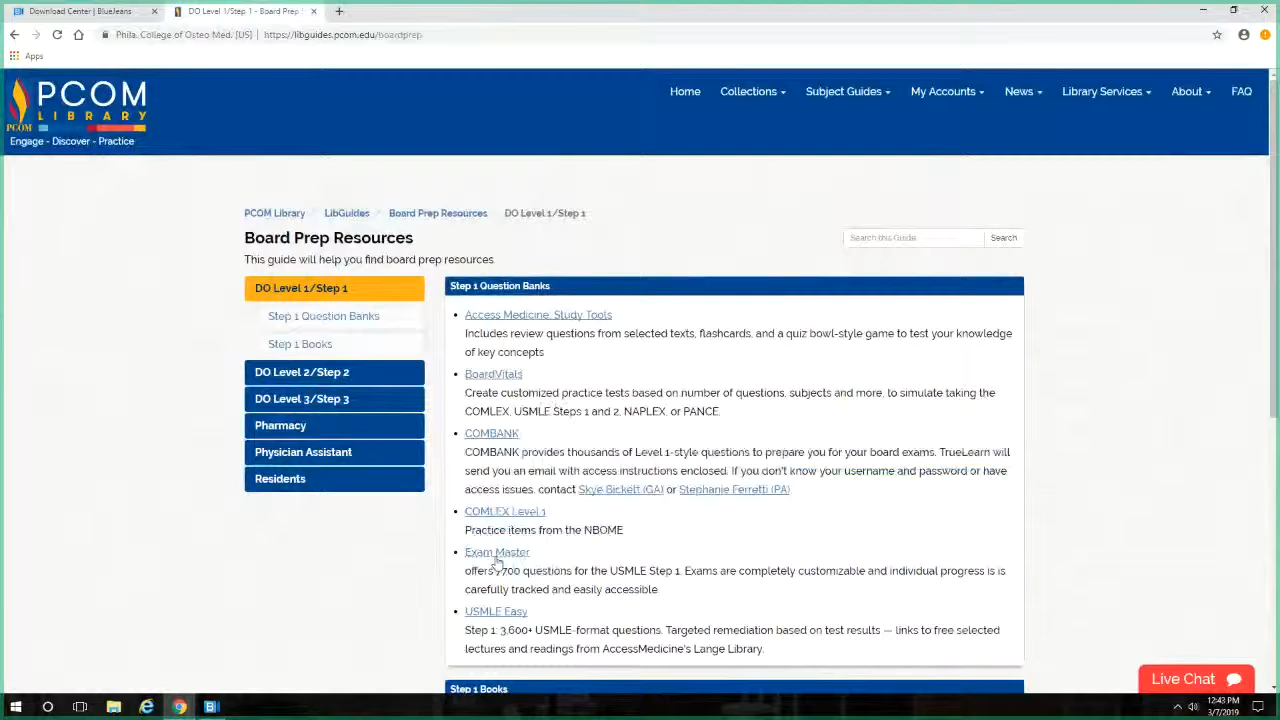 Download Center | BlueJeans
DO Level 1/Step 1 - Board Prep
Phila. College of Osteo Med. [US] | https://libguides.pcom.edu/boardprep
Apps
PCOM
LIBRARY
PCOM
Engage - Discover - Practice
Home Collections Subject Guides My Accounts News Library Services About FAQ
PCOM Library / LibGuides / Board Prep Resources DO Level 1/Step 1
Board Prep Resources
Search this Guide Search
This guide will help you find board prep resources
DO Level 1/Step 1
Step 1 Question Banks
Step 1 Books
DO Level 2/Step 2
DO Level 3/Step 3
Pharmacy
Physician Assistant
Residents
Step 1 Question Banks
Access Medicine, Study Tools
Includes review questions from selected texts, flashcards, and a quiz bowl-style game to test your knowledge
of key concepts
BoardVitals
Create customized practice tests based on number of questions, subjects and more, to simulate taking the
COMLEX, USMLE Steps 1 and 2, NAPLEX, or PANCE.
COMBANK
COMBANK provides thousands of Level 1-style questions to prepare you for your board exams. TrueLearn will
send you an email with access instructions enclosed. If you don't know your username and password or have
access issues, contact Skye Bickett (GA) or Stephanie Ferretti (PA)
COMLEX Level 1
Practice items from the NBOME
Exam Master
offers 7700 questions for the USMLE Step 1. Exams are completely customizable and individual progress is is
carefully tracked and easily accessible
USMLE Easy
Step 1: 3,600+ USMLE-format questions. Targeted remediation based on test results — links to free selected
lectures and readings from AccessMedicine's Lange Library.
Step 1 Books
Live Chat
12:43 PM
3/7/2019